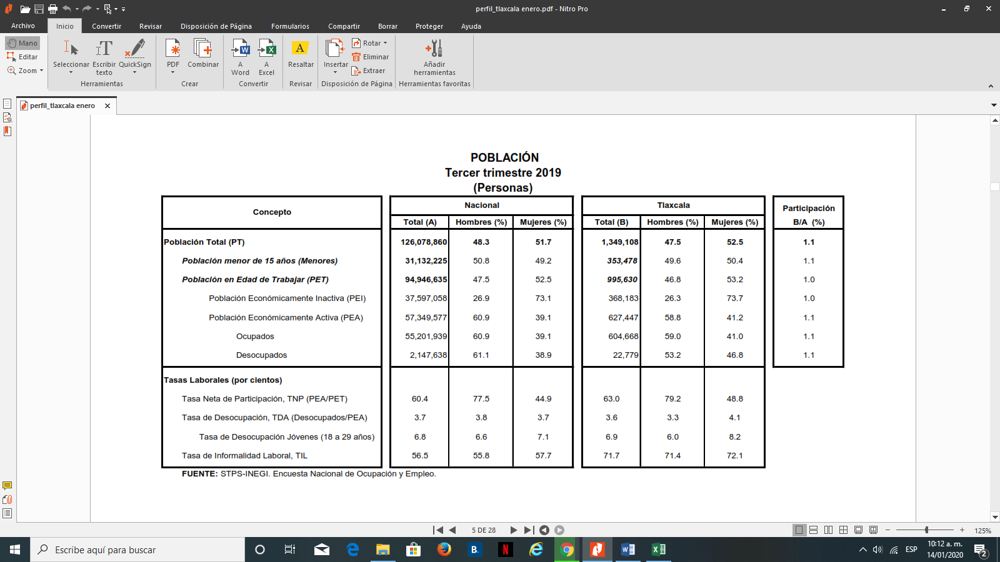 perfil_tlaxcala enero.pdf - Nitro Pro
Archivo Inicio Convertir Revisar Disposición de Página Formularios Compartir Borrar Proteger Ayuda
Mano
Editar
Zoom
Seleccionar Escribir texto QuickSign
Herramientas
PDF Combinar
Crear
A Word A Excel
Convertir
Resaltar
Revisar
Insertar Rotar Eliminar Extraer
Disposición de Página
Añadir herramientas
Herramientas favoritas
perfil_tlaxcala enero
POBLACIÓN
Tercer trimestre 2019
(Personas)
Concepto Nacional Tlaxcala Participación
Total (A) Hombres (%) Mujeres (%) Total (B) Hombres (%) Mujeres (%) B/A (%)
Población Total (PT) 126,078,860 48.3 51.7 1,349,108 47.5 52.5 1.1
Población menor de 15 años (Menores) 31,132,225 50.8 49.2 353,478 49.6 50.4 1.1
Población en Edad de Trabajar (PET) 94,946,635 47.5 52.5 995,630 46.8 53.2 1.0
Población Económicamente Inactiva (PEI) 37,597,058 26.9 73.1 368,183 26.3 73.7 1.0
Población Económicamente Activa (PEA) 57,349,577 60.9 39.1 627,447 58.8 41.2 1.1
Ocupados 55,201,939 60.9 39.1 604,668 59.0 41.0 1.1
Desocupados 2,147,638 61.1 38.9 22,779 53.2 46.8 1.1
Tasas Laborales (por cientos)
Tasa Neta de Participación, TNP (PEA/PET) 60.4 77.5 44.9 63.0 79.2 48.8
Tasa de Desocupación, TDA (Desocupados/PEA) 3.7 3.8 3.7 3.6 3.3 4.1
Tasa de Desocupación Jóvenes (18 a 29 años) 6.8 6.6 7.1 6.9 6.0 8.2
Tasa de Informalidad Laboral, TIL 56.5 55.8 57.7 71.7 71.4 72.1
FUENTE: STPS-INEGI. Encuesta Nacional de Ocupación y Empleo.
5 DE 28
125%
Escribe aquí para buscar
ESP
10:12 a. m.
14/01/2020
2